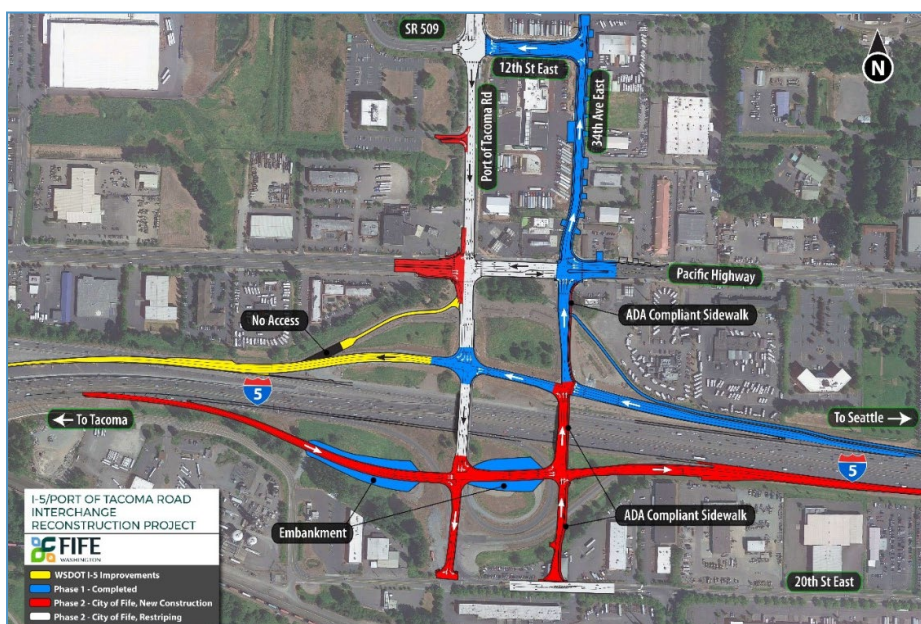 SR 509
N
12th St East
34th Ave East
Port of Tacoma Rd
Pacific Highway
No Access
ADA Compliant Sidewalk
5
To Tacoma
To Seattle
5
I-5/PORT OF TACOMA ROAD
INTERCHANGE
RECONSTRUCTION PROJECT
FIFE
WASHINGTON
Embankment
ADA Compliant Sidewalk
WSDOT I-5 Improvements
Phase 1 - Completed
Phase 2 - City of Fife, New Construction
Phase 2 - City of Fife, Restriping
20th St East